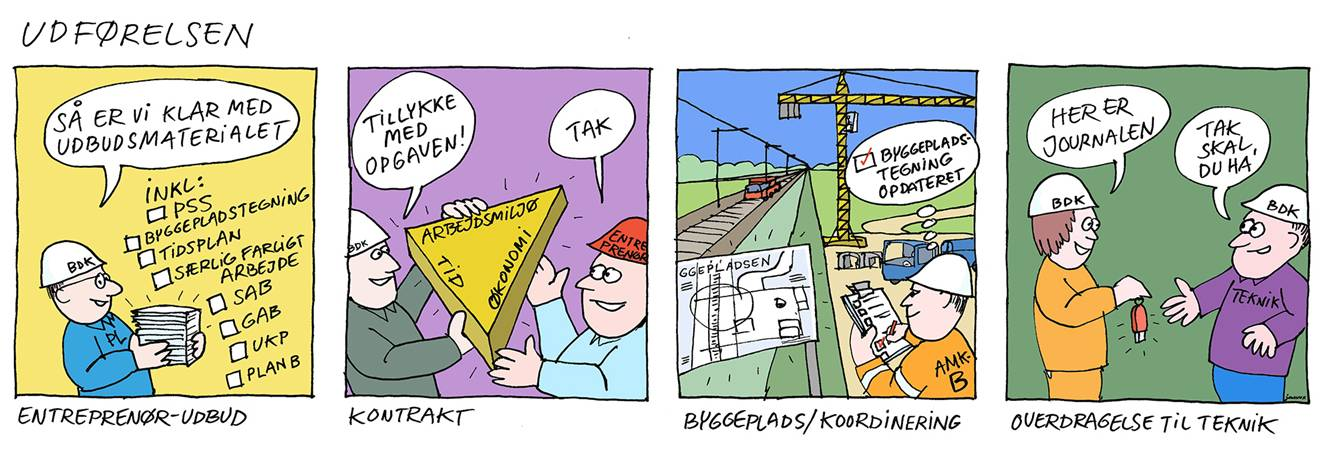 UDFØRELSEN
SÅ ER VI KLAR MED
UDBUDSMATERIALET
INKL:
PSS
BYGGEPLADSTEGNING
TIDSPLAN
SÆRLIG FARLIGT
ARBEJDE
SAB
GAB
UKP
PLAN B
BDK
PL
ENTREPRENØR-UDBUD
TILLYKKE
MED
OPGAVEN!
TAK
ARBEJDSMILJØ
TID
ØKONOMI
BDK
ENTRE
PRENØR
KONTRAKT
BYGGEPLADS-
TEGNING
OPDATERET
GGEPLADSEN
AMK-
B
BYGGEPLADS/KOORDINERING
HER ER
JOURNALEN
TAK
SKAL
DU HA'
BDK
BDK
TEKNIK
OVERDRAGELSE TIL TEKNIK